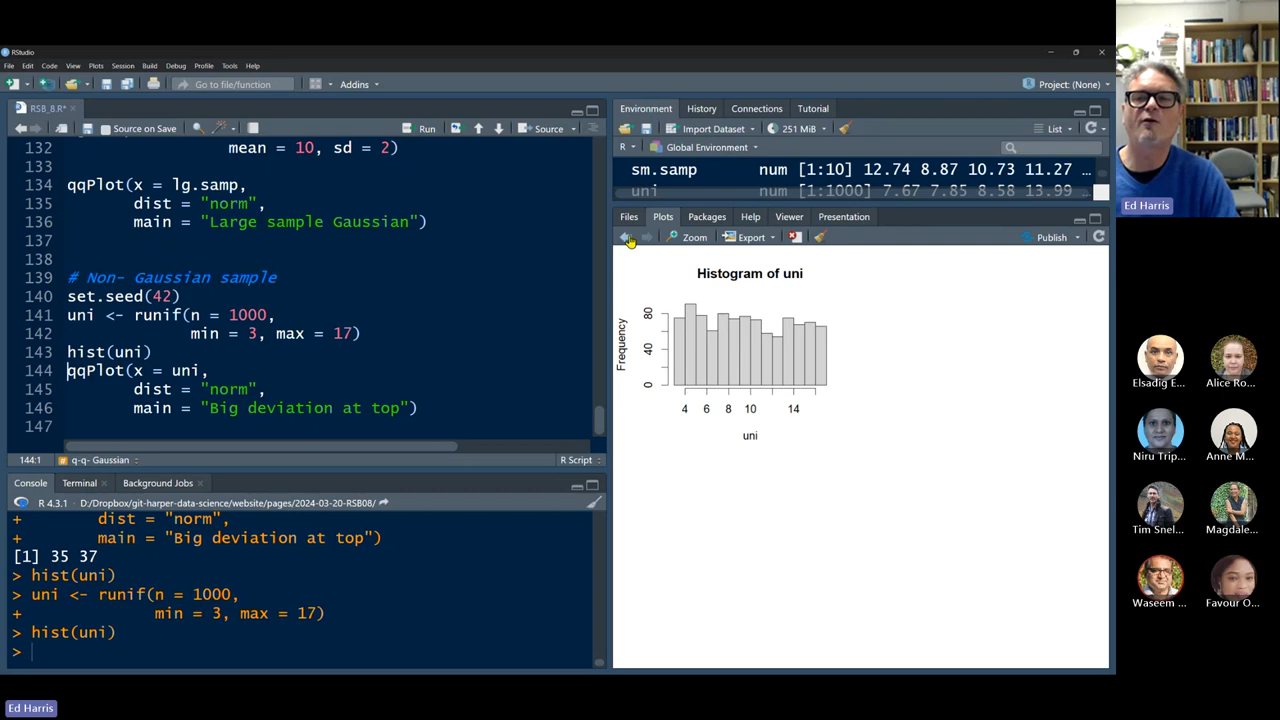 RStudio
File Edit Code View Plots Session Build Debug Profile Tools Help
Go to file/function Addins Project: (None)
RSB_8.R*
Source on Save Run Source
132 mean = 10, sd = 2)
133
134 qqPlot(x = lg.samp,
135 dist = "norm",
136 main = "Large sample Gaussian")
137
138
139 # Non- Gaussian sample
140 set.seed(42)
141 uni <- runif(n = 1000,
142 min = 3, max = 17)
143 hist(uni)
144 qqPlot(x = uni,
145 dist = "norm",
146 main = "Big deviation at top")
147
144:1 q-q- Gaussian R Script
Console Terminal Background Jobs
R 4.3.1 · D:/Dropbox/git-harper-data-science/website/pages/2024-03-20-RSB08/
+ dist = "norm",
+ main = "Big deviation at top")
[1] 35 37
> hist(uni)
> uni <- runif(n = 1000,
+ min = 3, max = 17)
> hist(uni)
>
Environment History Connections Tutorial
Import Dataset 251 MiB List
R Global Environment
sm.samp num [1:10] 12.74 8.87 10.73 11.27 ...
uni num [1:1000] 7.67 7.85 8.58 13.99 ...
Files Plots Packages Help Viewer Presentation
Zoom Export Publish
Histogram of uni
Frequency
80
40
0
4 6 8 10 14
uni
Ed Harris
Elsadig E... Alice Ro...
Niru Trip... Anne M...
Tim Snel... Magdale...
Waseem ... Favour O...
Ed Harris